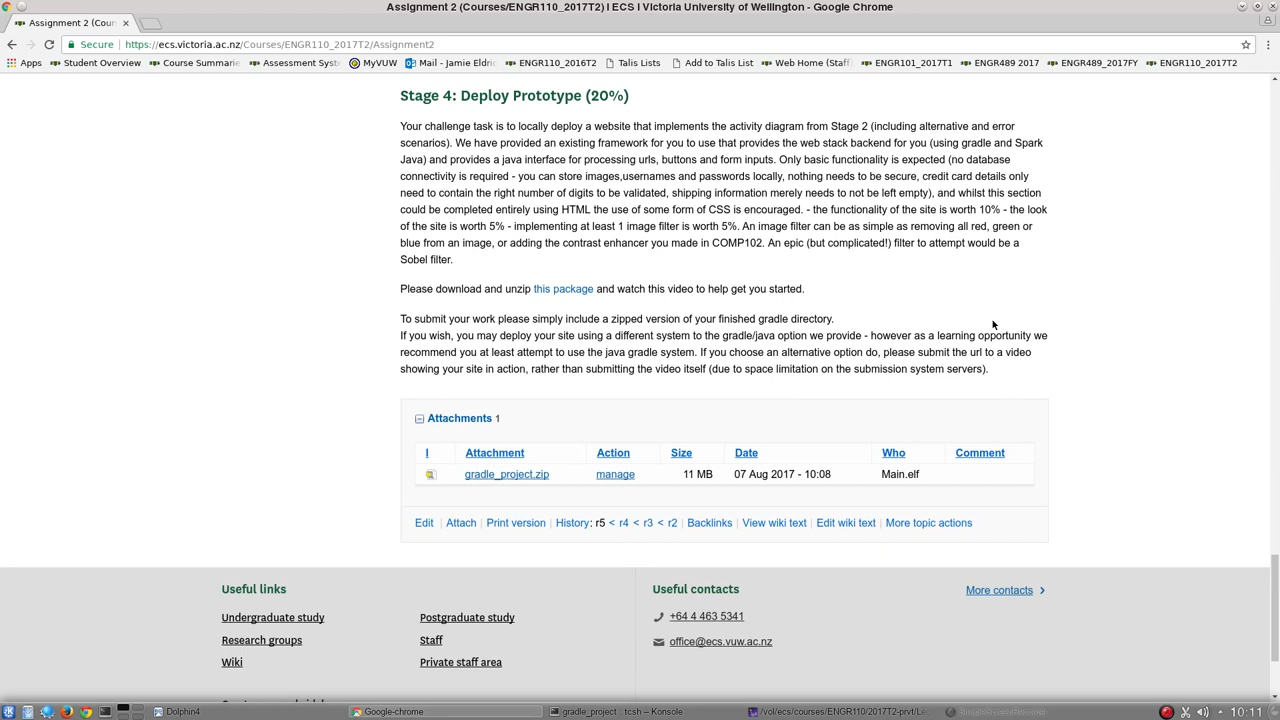 Assignment 2 (Courses/ENGR110_2017T2) | ECS | Victoria University of Wellington - Google Chrome
Assignment 2 (Cour
Secure https://ecs.victoria.ac.nz/Courses/ENGR110_2017T2/Assignment2
Apps Student Overview Course Summarie Assessment Syst MyVUW Mail - Jamie Eldri ENGR110_2016T2 Talis Lists Add to Talis List Web Home (Staff ENGR101_2017T1 ENGR489 2017 ENGR489_2017FY ENGR110_2017T2
Stage 4: Deploy Prototype (20%)
Your challenge task is to locally deploy a website that implements the activity diagram from Stage 2 (including alternative and error
scenarios). We have provided an existing framework for you to use that provides the web stack backend for you (using gradle and Spark
Java) and provides a java interface for processing urls, buttons and form inputs. Only basic functionality is expected (no database
connectivity is required - you can store images,usernames and passwords locally, nothing needs to be secure, credit card details only
need to contain the right number of digits to be validated, shipping information merely needs to not be left empty), and whilst this section
could be completed entirely using HTML the use of some form of CSS is encouraged. - the functionality of the site is worth 10% - the look
of the site is worth 5% - implementing at least 1 image filter is worth 5%. An image filter can be as simple as removing all red, green or
blue from an image, or adding the contrast enhancer you made in COMP102. An epic (but complicated!) filter to attempt would be a
Sobel filter.
Please download and unzip this package and watch this video to help get you started.
To submit your work please simply include a zipped version of your finished gradle directory.
If you wish, you may deploy your site using a different system to the gradle/java option we provide - however as a learning opportunity we
recommend you at least attempt to use the java gradle system. If you choose an alternative option do, please submit the url to a video
showing your site in action, rather than submitting the video itself (due to space limitation on the submission system servers).
Attachments 1
I Attachment Action Size Date Who Comment
gradle_project.zip manage 11 MB 07 Aug 2017 - 10:08 Main.elf
Edit | Attach | Print version | History: r5 < r4 < r3 < r2 | Backlinks | View wiki text | Edit wiki text | More topic actions
Useful links
Useful contacts
More contacts
Undergraduate study
Postgraduate study
+64 4 463 5341
Research groups
Staff
office@ecs.vuw.ac.nz
Wiki
Private staff area
Dolphin4 Google-chrome gradle_project : tcsh – Konsole /vol/ecs/courses/ENGR110/2017T2-prvt/Le SimpleScreenRecorder 10:11